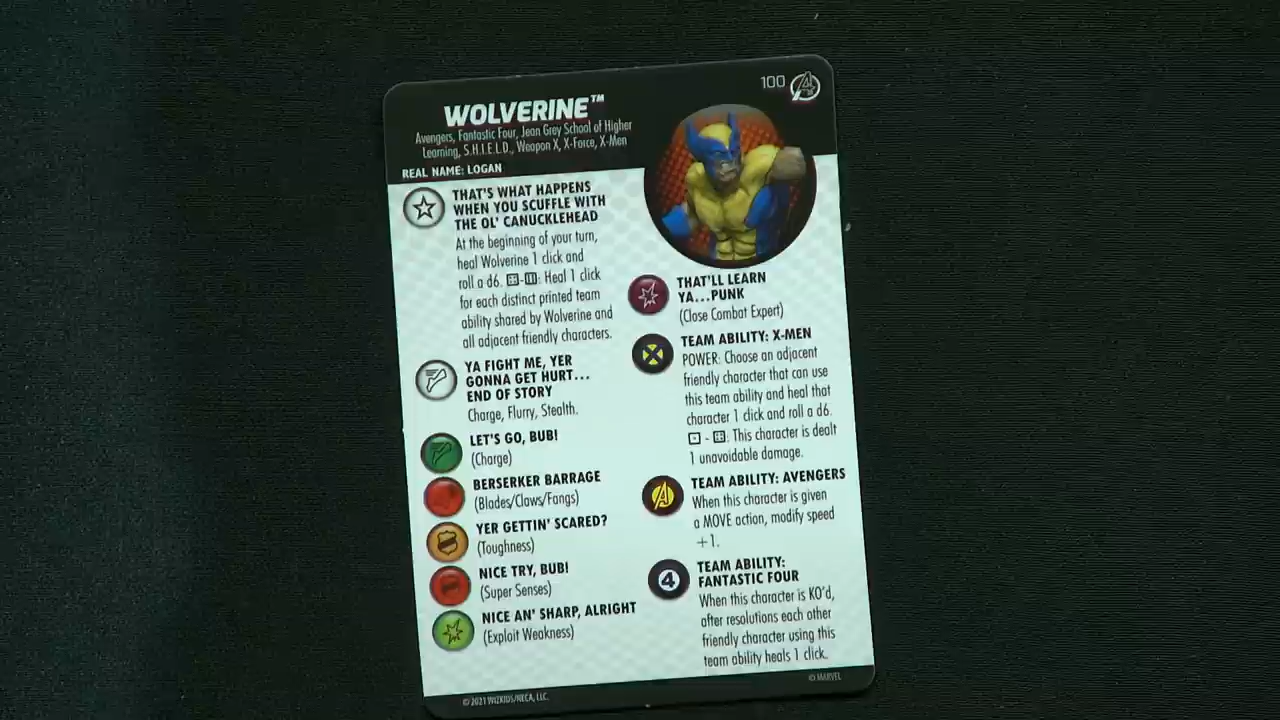 100
WOLVERINE™
Avengers, Fantastic Four, Jean Grey School of Higher
Learning, S.H.I.E.L.D., Weapon X, X-Force, X-Men
REAL NAME: LOGAN
THAT'S WHAT HAPPENS
WHEN YOU SCUFFLE WITH
THE OL' CANUCKLEHEAD
At the beginning of your turn,
heal Wolverine 1 click and
roll a d6. ⚄-⚅: Heal 1 click
for each distinct printed team
ability shared by Wolverine and
all adjacent friendly characters.
YA FIGHT ME, YER
GONNA GET HURT...
END OF STORY
Charge, Flurry, Stealth.
LET'S GO, BUB!
(Charge)
BERSERKER BARRAGE
(Blades/Claws/Fangs)
YER GETTIN' SCARED?
(Toughness)
NICE TRY, BUB!
(Super Senses)
NICE AN' SHARP, ALRIGHT
(Exploit Weakness)
THAT'LL LEARN
YA...PUNK
(Close Combat Expert)
TEAM ABILITY: X-MEN
POWER: Choose an adjacent
friendly character that can use
this team ability and heal that
character 1 click and roll a d6.
⚀ - ⚃: This character is dealt
1 unavoidable damage.
TEAM ABILITY: AVENGERS
When this character is given
a MOVE action, modify speed
+1.
4
TEAM ABILITY:
FANTASTIC FOUR
When this character is KO'd,
after resolutions each other
friendly character using this
team ability heals 1 click.
© 2021 WIZKIDS/NECA, LLC.
© MARVEL